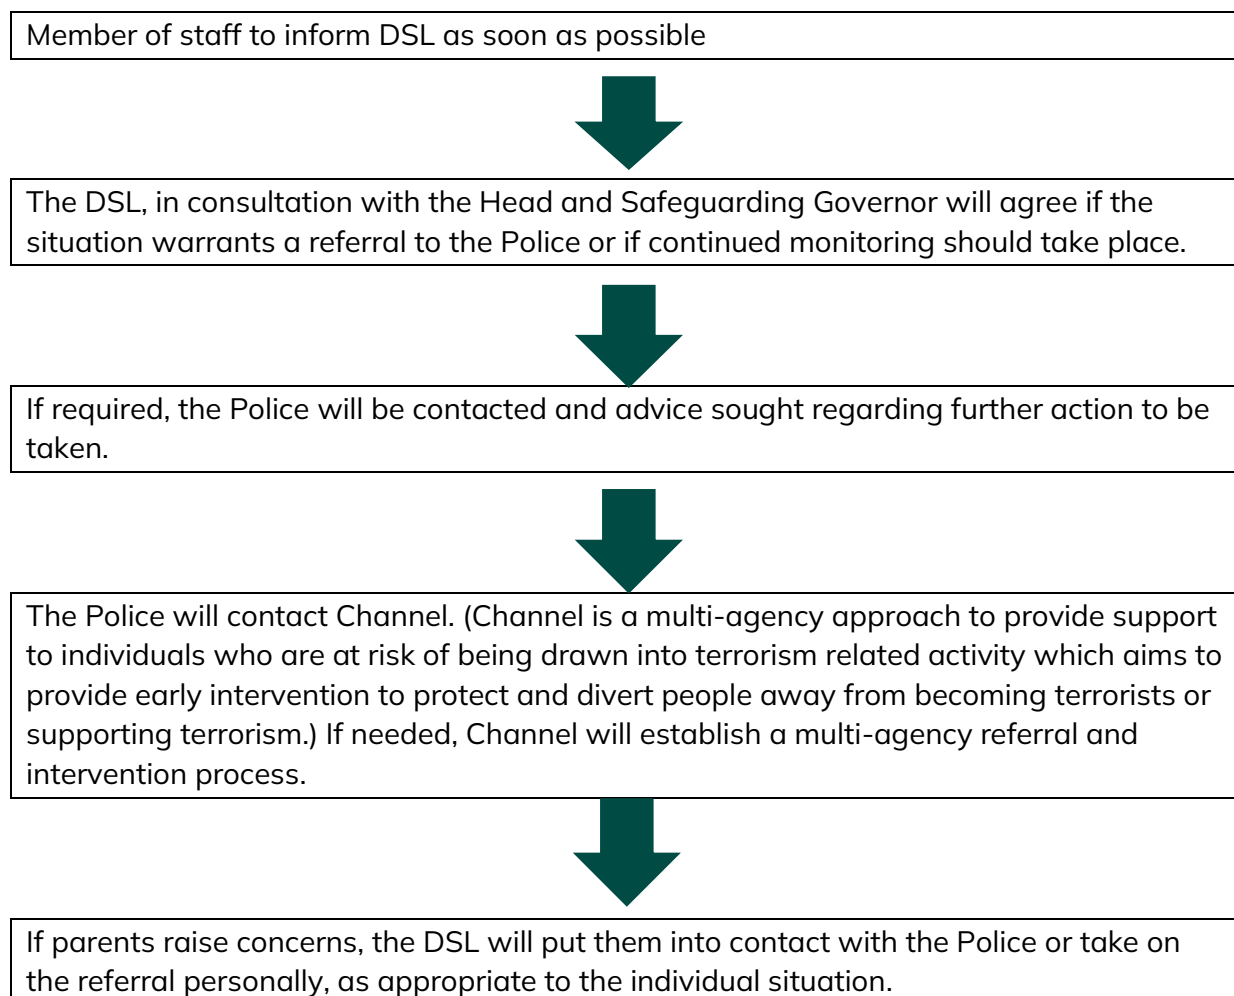 Member of staff to inform DSL as soon as possible
The DSL, in consultation with the Head and Safeguarding Governor will agree if the
situation warrants a referral to the Police or if continued monitoring should take place.
If required, the Police will be contacted and advice sought regarding further action to be
taken.
The Police will contact Channel. (Channel is a multi-agency approach to provide support
to individuals who are at risk of being drawn into terrorism related activity which aims to
provide early intervention to protect and divert people away from becoming terrorists or
supporting terrorism.) If needed, Channel will establish a multi-agency referral and
intervention process.
If parents raise concerns, the DSL will put them into contact with the Police or take on
the referral personally, as appropriate to the individual situation.